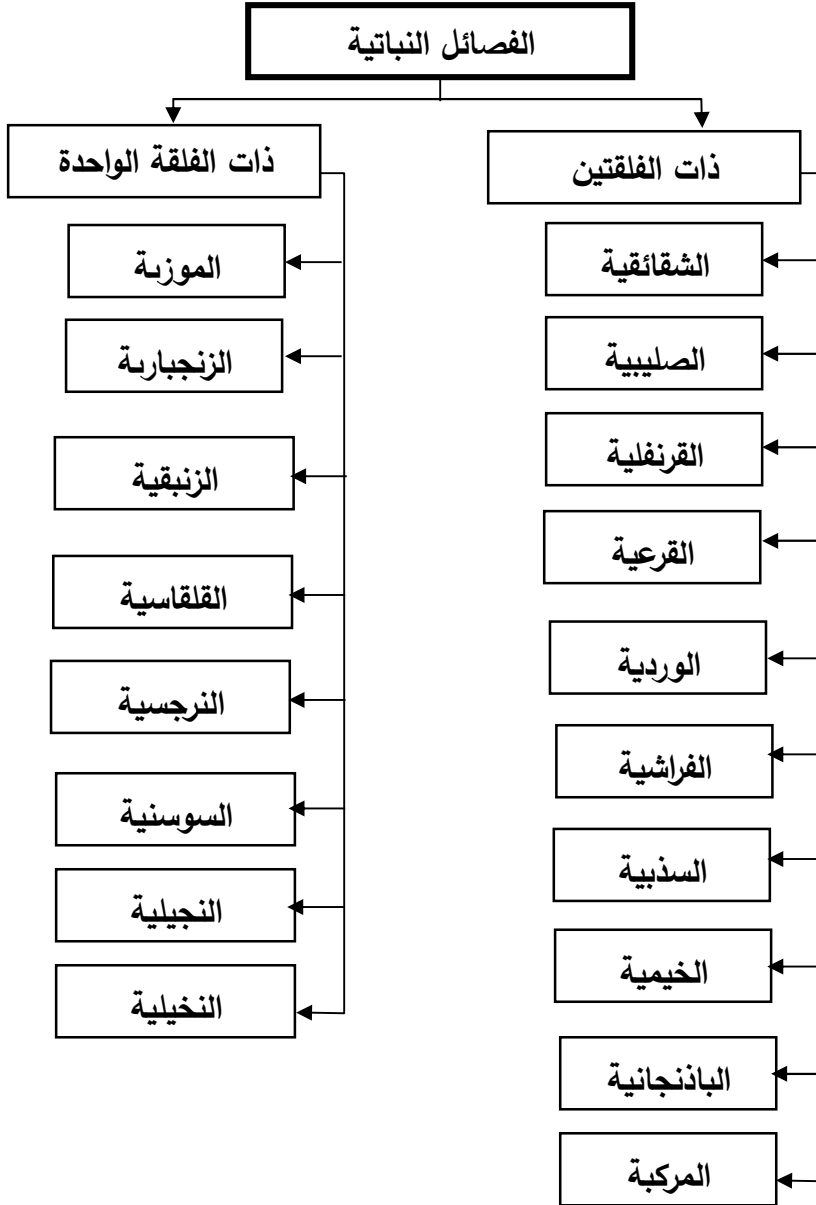 الفصائل النباتية
ذات الفلقتين
الشقائقية
الصليبية
القرنفلية
القرعية
الوردية
الفراشية
السذبية
الخيمية
الباذنجانية
المركبة
ذات الفلقة الواحدة
الموزية
الزنجبارية
الزنبقية
القلقاسية
النرجسية
السوسنية
النجيلية
النخيلية